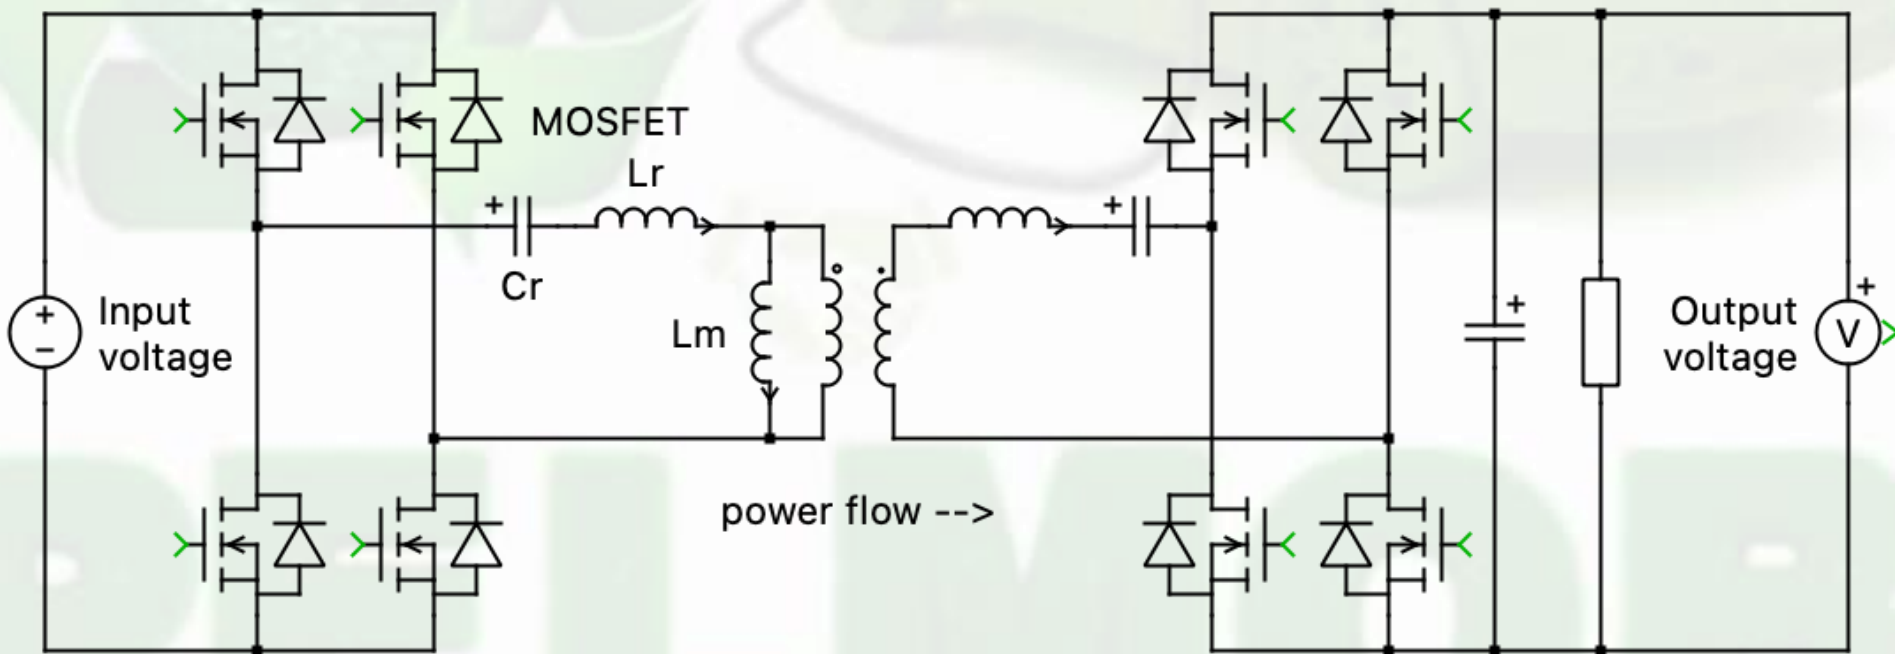 MOSFET
Lr
Cr
Lm
Input
voltage
Output
voltage
V
power flow -->